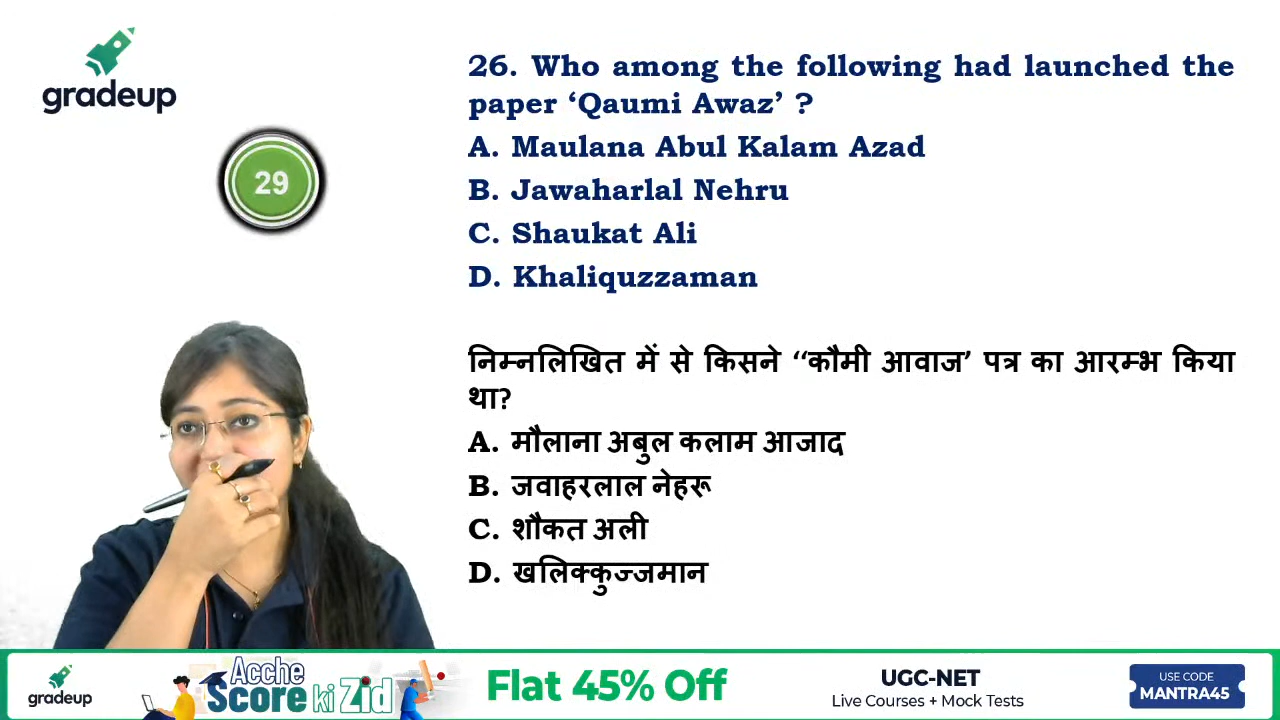 gradeup
29
26. Who among the following had launched the
paper ‘Qaumi Awaz’ ?
A. Maulana Abul Kalam Azad
B. Jawaharlal Nehru
C. Shaukat Ali
D. Khaliquzzaman
निम्नलिखित में से किसने “कौमी आवाज’ पत्र का आरम्भ किया
था?
A. मौलाना अबुल कलाम आजाद
B. जवाहरलाल नेहरू
C. शौकत अली
D. खलिक्कुज्जमान
gradeup
Acche
Score ki Zid
Flat 45% Off
UGC-NET
Live Courses + Mock Tests
USE CODE
MANTRA45